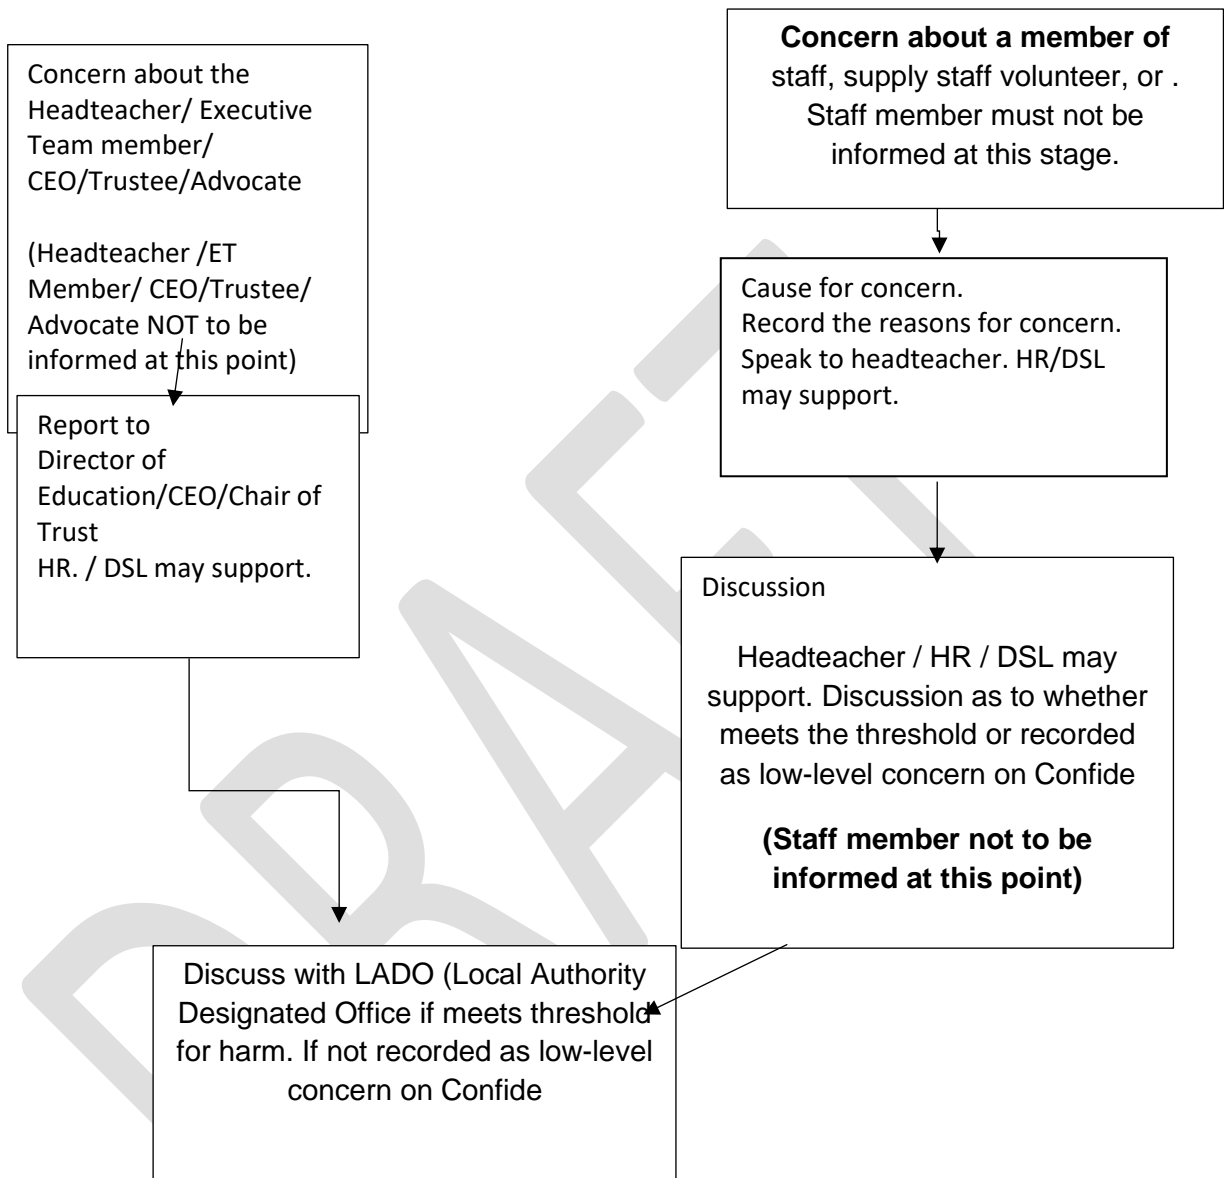 Concern about the
Headteacher/ Executive
Team member/
CEO/Trustee/Advocate
(Headteacher /ET
Member/ CEO/Trustee/
Advocate NOT to be
informed at this point)
Report to
Director of
Education/CEO/Chair of
Trust
HR. / DSL may support.
Concern about a member of
staff, supply staff volunteer, or .
Staff member must not be
informed at this stage.
Cause for concern.
Record the reasons for concern.
Speak to headteacher. HR/DSL
may support.
Discussion
Headteacher / HR / DSL may
support. Discussion as to whether
meets the threshold or recorded
as low-level concern on Confide
(Staff member not to be
informed at this point)
Discuss with LADO (Local Authority
Designated Office if meets threshold
for harm. If not recorded as low-level
concern on Confide
DRAFT